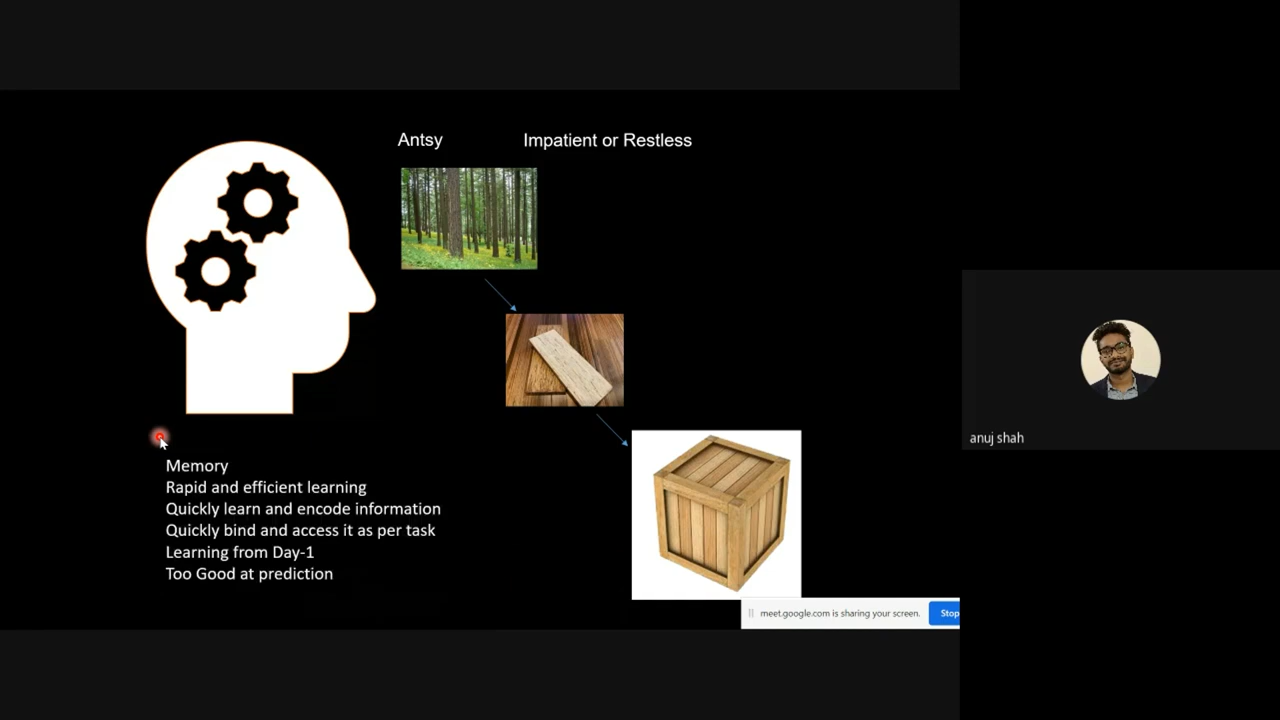 Antsy
Impatient or Restless
Memory
Rapid and efficient learning
Quickly learn and encode information
Quickly bind and access it as per task
Learning from Day-1
Too Good at prediction
meet.google.com is sharing your screen.
Stop
anuj shah